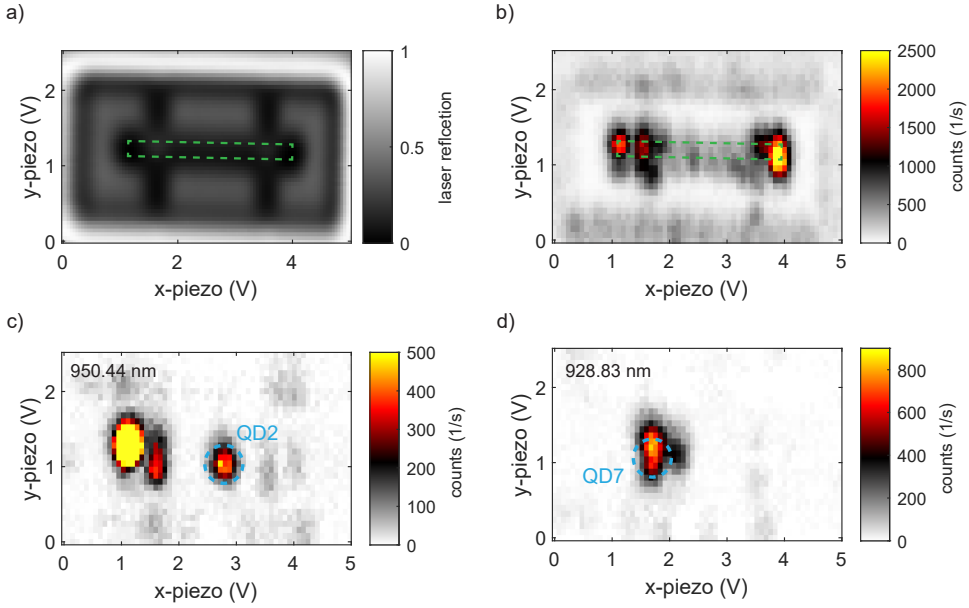 a)
y-piezo (V)
2
1
0
0
2
4
x-piezo (V)
1
0.5
0
laser reflcetion
b)
y-piezo (V)
2
1
0
0
1
2
3
4
5
x-piezo (V)
2500
2000
1500
1000
500
0
counts (1/s)
c)
950.44 nm
QD2
y-piezo (V)
2
1
0
0
1
2
3
4
5
x-piezo (V)
500
400
300
200
100
0
counts (1/s)
d)
928.83 nm
QD7
y-piezo (V)
2
1
0
0
1
2
3
4
5
x-piezo (V)
800
600
400
200
0
counts (1/s)